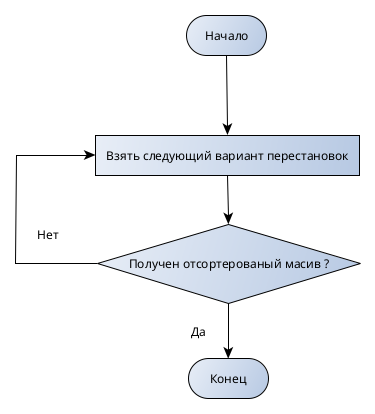 Начало
Взять следующий вариант перестановок
Нет
Получен отсортерованый масив ?
Да
Конец